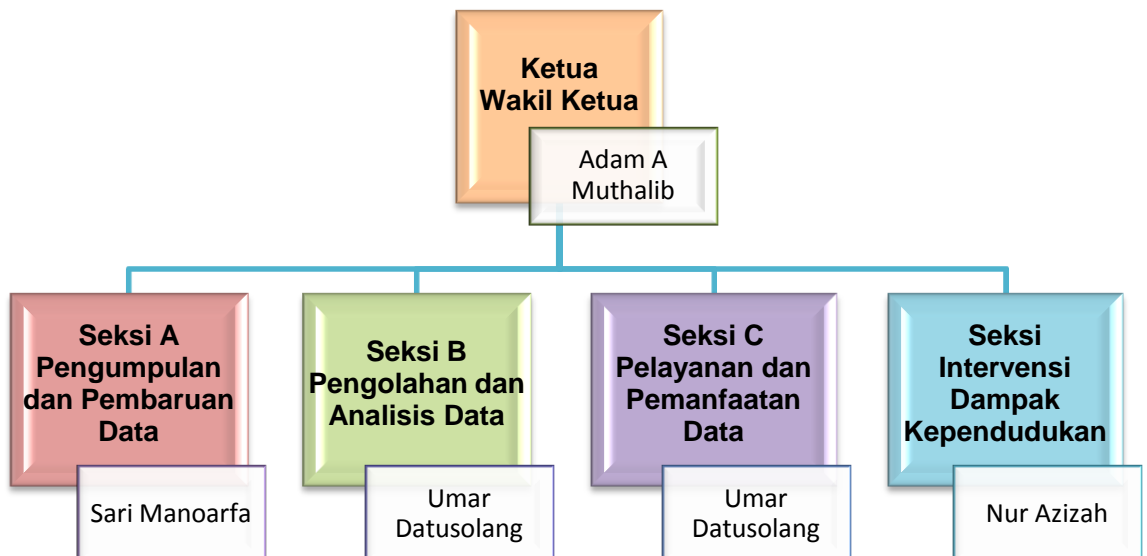 Ketua
Wakil Ketua
Adam A
Muthalib
Seksi A
Pengumpulan
dan Pembaruan
Data
Sari Manoarfa
Seksi B
Pengolahan dan
Analisis Data
Umar
Datusolang
Seksi C
Pelayanan dan
Pemanfaatan
Data
Umar
Datusolang
Seksi
Intervensi
Dampak
Kependudukan
Nur Azizah